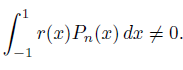 ∫_{-1}^{1} r(x)P_n(x) dx ≠ 0.